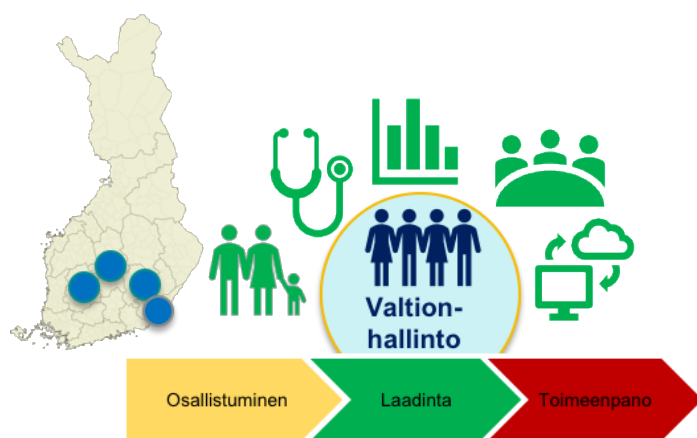 Valtion-
hallinto
Osallistuminen
Laadinta
Toimeenpano